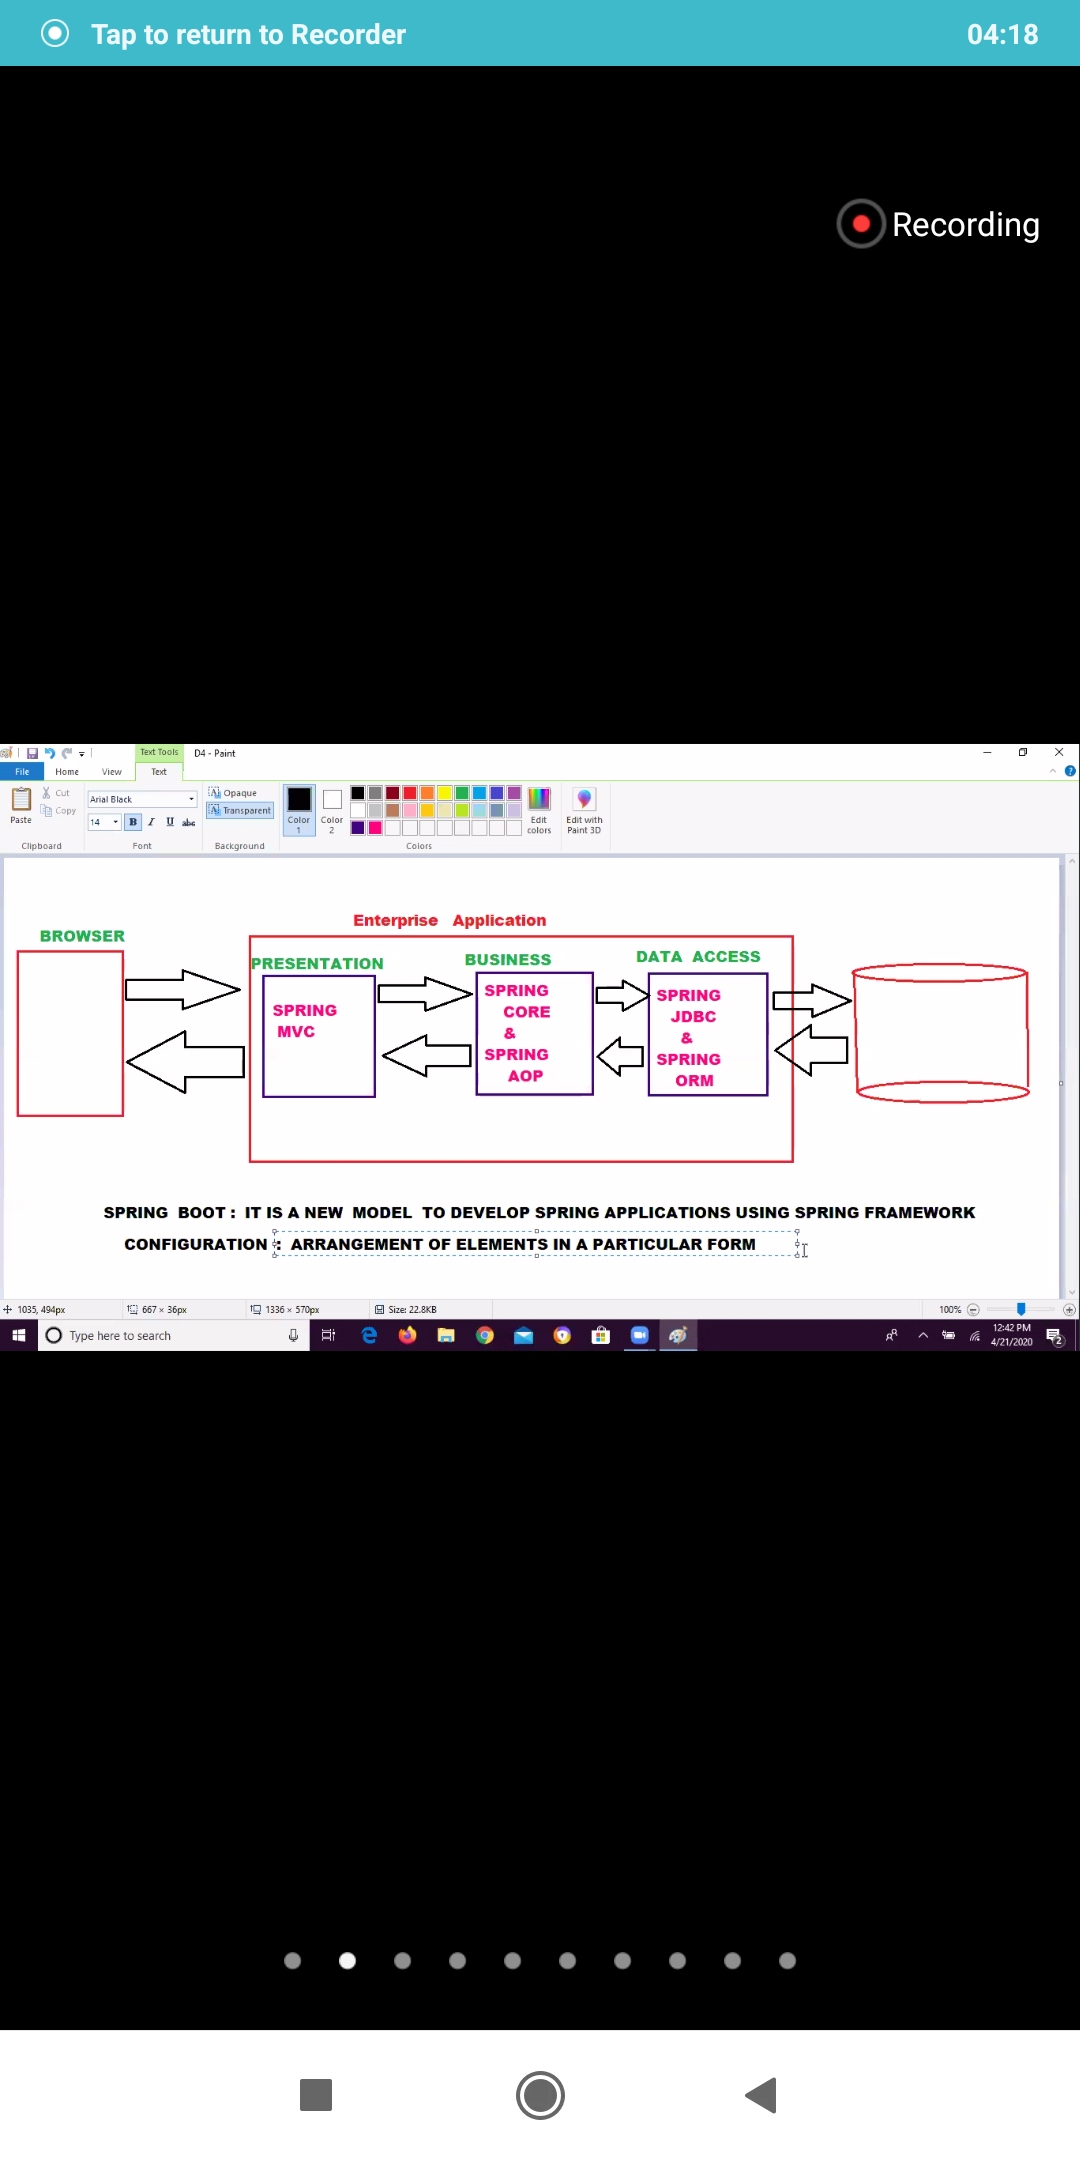 Tap to return to Recorder 04:18
Recording
Text Tools D4 - Paint
File Home View Text
Paste Cut Copy
Arial Black
14 B I U abc
Opaque
Transparent
Color 1 Color 2
Edit colors
Edit with Paint 3D
Clipboard Font Background Colors
Enterprise Application
BROWSER
PRESENTATION BUSINESS DATA ACCESS
SPRING
MVC
SPRING
CORE
&
SPRING
AOP
SPRING
JDBC
&
SPRING
ORM
SPRING BOOT : IT IS A NEW MODEL TO DEVELOP SPRING APPLICATIONS USING SPRING FRAMEWORK
CONFIGURATION : ARRANGEMENT OF ELEMENTS IN A PARTICULAR FORM
1035, 494px 667 × 36px 1336 × 570px Size: 22.8KB 100%
Type here to search
12:42 PM
4/21/2020
2